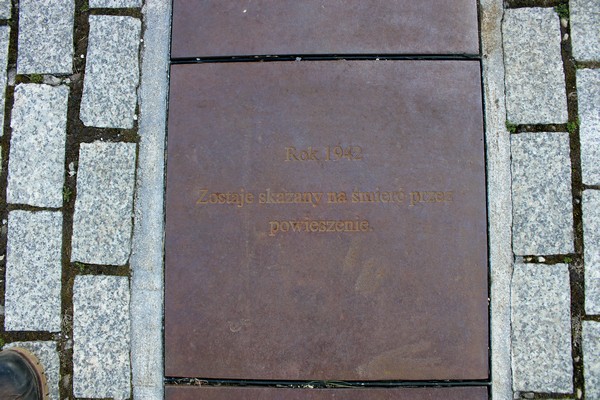 Rok 1942
Zostaje skazany na śmierć przez
powieszenie.